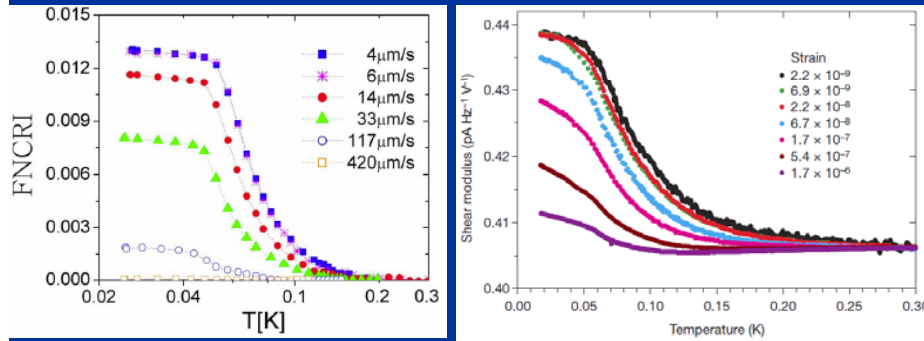 0.015
0.012
0.009
0.006
0.003
0.000
FNCRI
4μm/s
6μm/s
14μm/s
33μm/s
117μm/s
420μm/s
0.02
0.04
0.1
0.2
0.3
T[K]
0.44
0.43
0.42
0.41
0.40
Shear modulus (pA Hz⁻¹ V⁻¹)
Strain
2.2 × 10⁻⁹
6.9 × 10⁻⁹
2.2 × 10⁻⁸
6.7 × 10⁻⁸
1.7 × 10⁻⁷
5.4 × 10⁻⁷
1.7 × 10⁻⁶
0.00
0.05
0.10
0.15
0.20
0.25
0.30
Temperature (K)